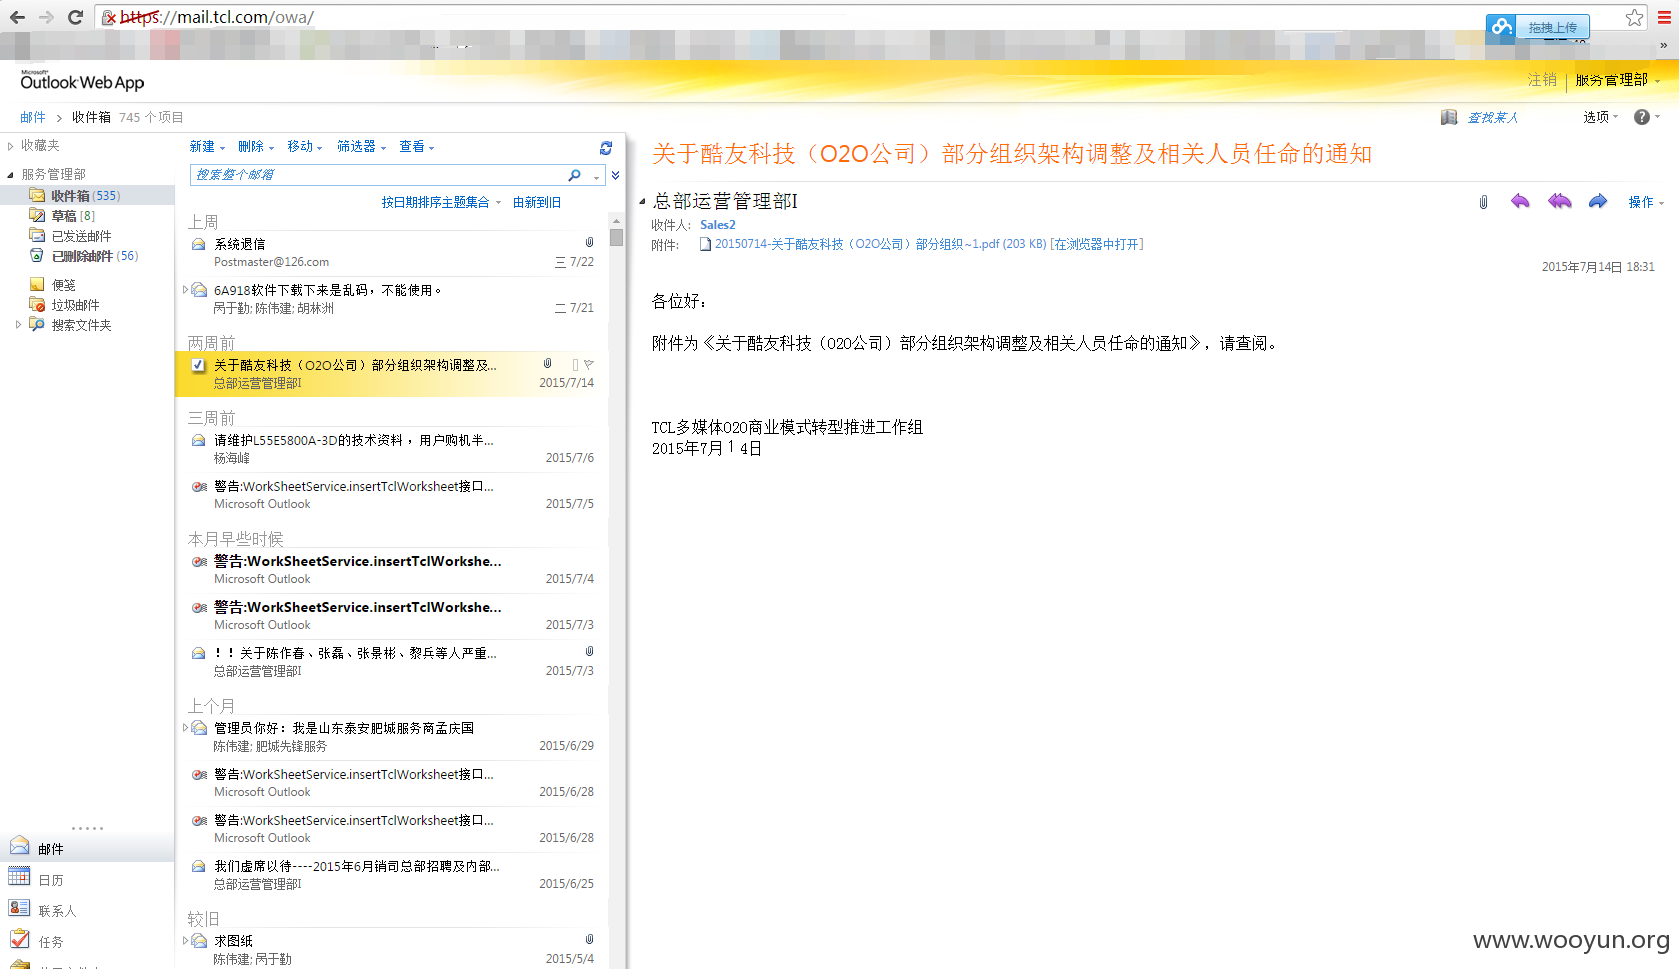 https://mail.tcl.com/owa/
拖拽上传
»
Microsoft®
Outlook Web App
注销
服务管理部
邮件 > 收件箱 745 个项目
查找某人
选项
收藏夹
服务管理部
收件箱 (535)
草稿 [8]
已发送邮件
已删除邮件 (56)
便笺
垃圾邮件
搜索文件夹
邮件
日历
联系人
任务
新建 删除 移动 筛选器 查看
搜索整个邮箱
按日期排序主题集合 由新到旧
上周
系统退信
Postmaster@126.com 三 7/22
6A918软件下载下来是乱码，不能使用。
呙于勤; 陈伟建; 胡林洲 二 7/21
两周前
关于酷友科技（O2O公司）部分组织架构调整及...
总部运营管理部I 2015/7/14
三周前
请维护L55E5800A-3D的技术资料 ，用户购机半...
杨海峰 2015/7/6
警告:WorkSheetService.insertTclWorksheet接口...
Microsoft Outlook 2015/7/5
本月早些时候
警告:WorkSheetService.insertTclWorkshe...
Microsoft Outlook 2015/7/4
警告:WorkSheetService.insertTclWorkshe...
Microsoft Outlook 2015/7/3
！！关于陈作春、张磊、张景彬、黎兵等人严重...
总部运营管理部I 2015/7/3
上个月
管理员你好：我是山东泰安肥城服务商孟庆国
陈伟建; 肥城先锋服务 2015/6/29
警告:WorkSheetService.insertTclWorksheet接口...
Microsoft Outlook 2015/6/28
警告:WorkSheetService.insertTclWorksheet接口...
Microsoft Outlook 2015/6/28
我们虚席以待----2015年6月销司总部招聘及内部...
总部运营管理部I 2015/6/25
较旧
求图纸
陈伟建; 呙于勤 2015/5/4
关于酷友科技（O2O公司）部分组织架构调整及相关人员任命的通知
总部运营管理部I
操作
收件人: Sales2
附件: 20150714-关于酷友科技（O2O公司）部分组织~1.pdf (203 KB) [在浏览器中打开]
2015年7月14日 18:31
各位好：
附件为《关于酷友科技（O2O公司）部分组织架构调整及相关人员任命的通知》，请查阅。
TCL多媒体O2O商业模式转型推进工作组
2015年7月14日
www.wooyun.org